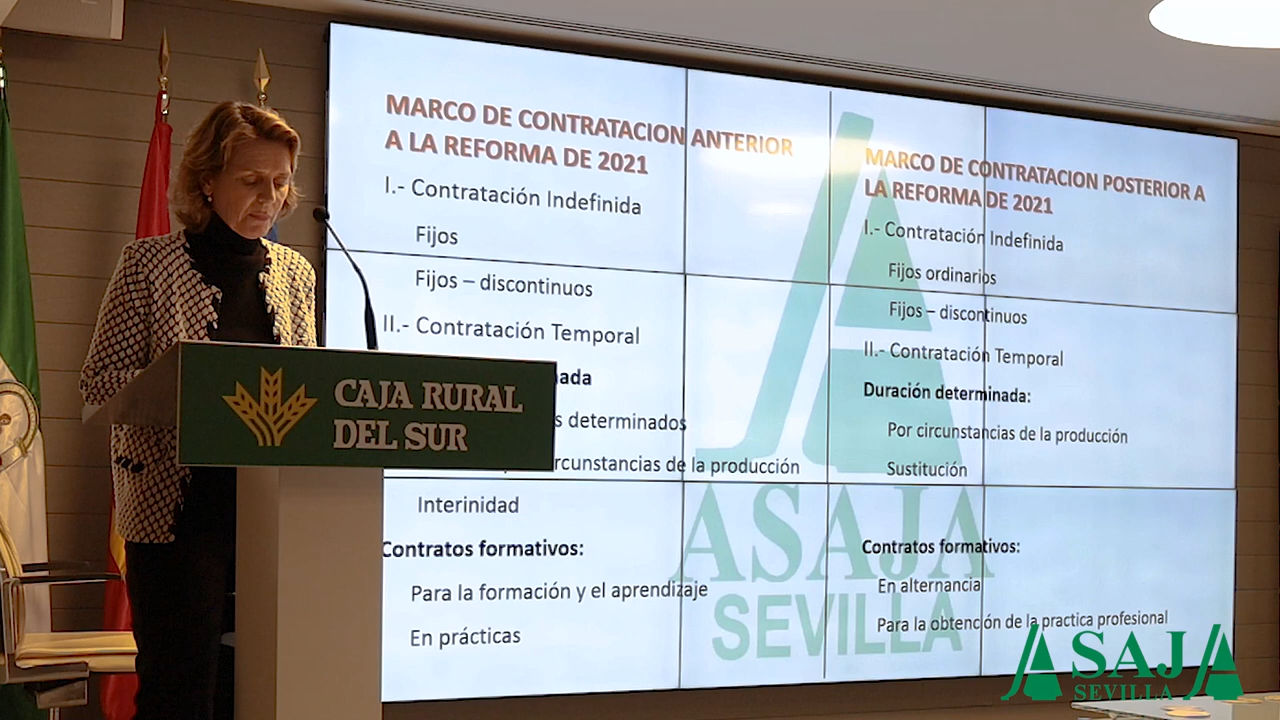 MARCO DE CONTRATACION ANTERIOR
A LA REFORMA DE 2021
I.- Contratación Indefinida
Fijos
Fijos – discontinuos
II.- Contratación Temporal
determinados
circunstancias de la producción
Interinidad
Contratos formativos:
Para la formación y el aprendizaje
En prácticas
MARCO DE CONTRATACION POSTERIOR A
LA REFORMA DE 2021
I.- Contratación Indefinida
Fijos ordinarios
Fijos – discontinuos
II.- Contratación Temporal
Duración determinada:
Por circunstancias de la producción
Sustitución
Contratos formativos:
En alternancia
Para la obtención de la practica profesional
ASAJA
SEVILLA
CAJA RURAL
DEL SUR
ASAJA
SEVILLA